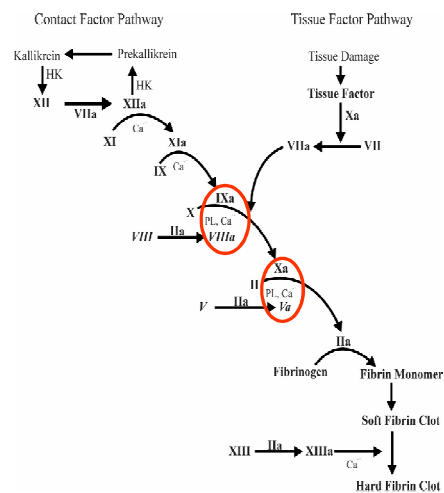 Contact Factor Pathway
Tissue Factor Pathway
Kallikrein
Prekallikrein
HK
HK
XII
VIIa
XIIa
XI
Ca
XIa
IX
Ca¨
Tissue Damage
Tissue Factor
Xa
VIIa
VII
IXa
X
PL, Ca¨
VIII
IIa
VIIIa
Xa
II
PL, Ca¨
V
IIa
Va
IIa
Fibrinogen
Fibrin Monomer
Soft Fibrin Clot
XIII
IIa
XIIIa
Ca¨
Hard Fibrin Clot